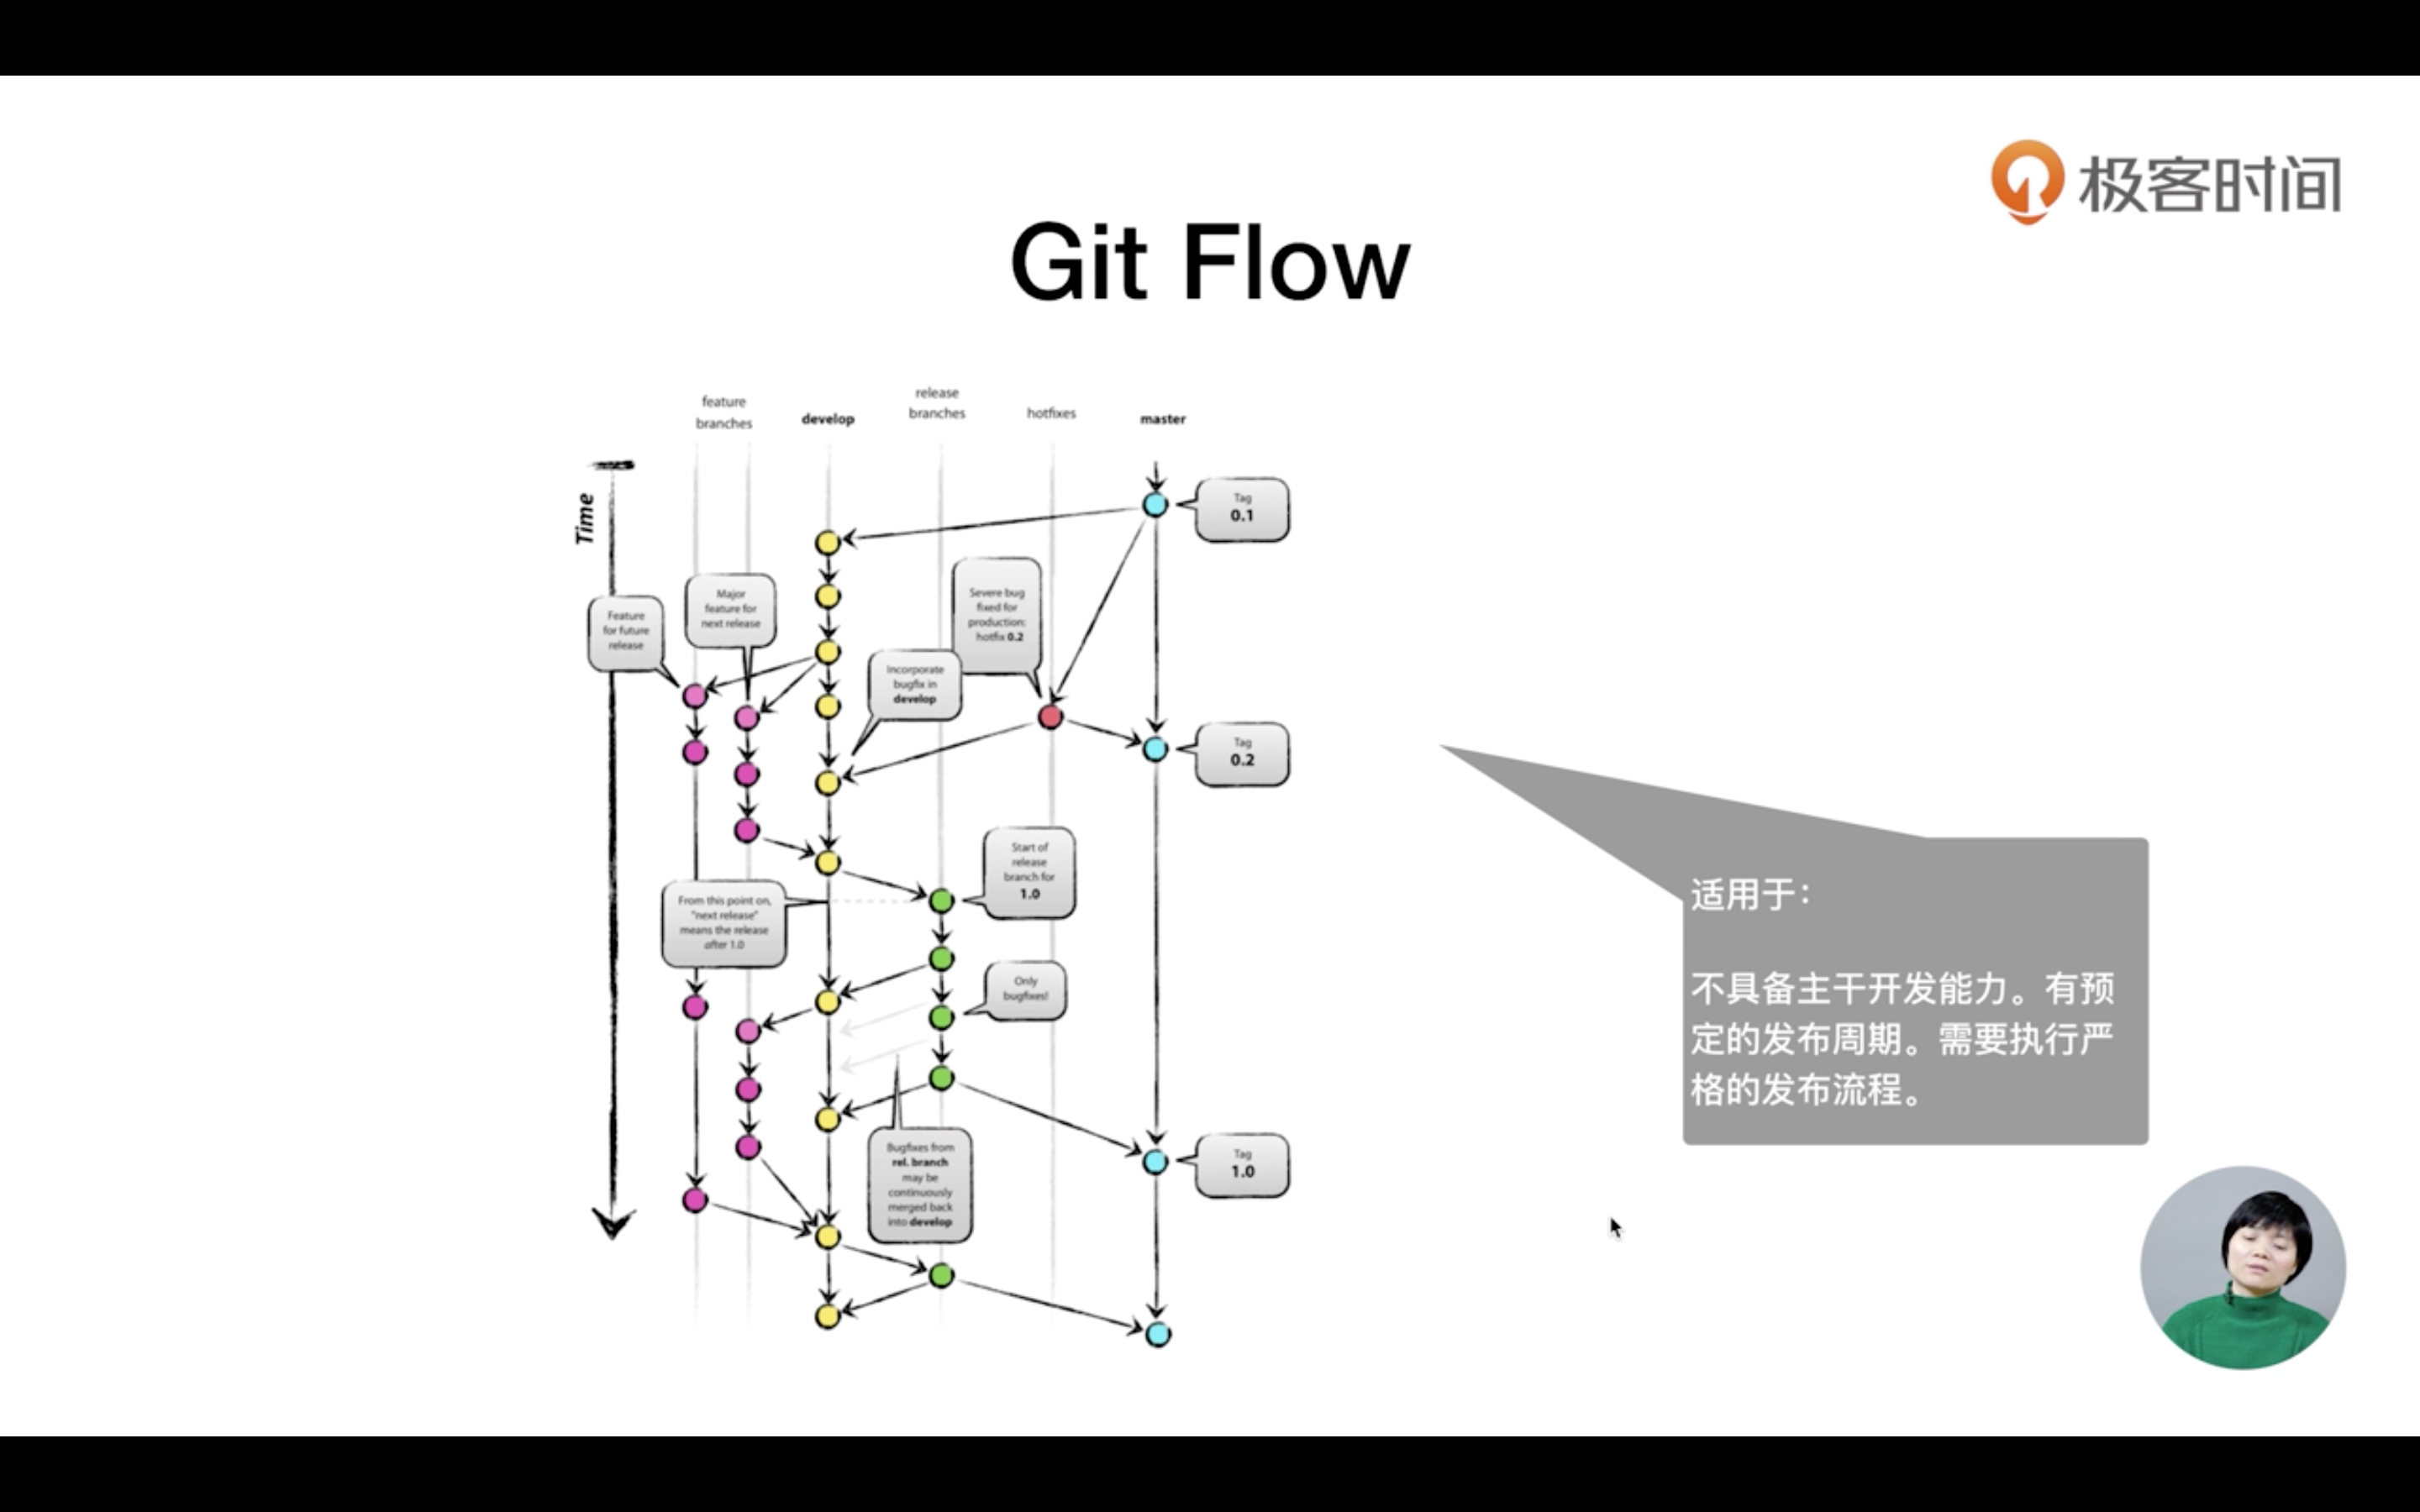 极客时间
Git Flow
feature
branches
develop
release
branches
hotfixes
master
Time
Tag
0.1
Major
feature for
next release
Feature
for future
release
Severe bug
fixed for
production:
hotfix 0.2
Incorporate
bugfix in
develop
Tag
0.2
Start of
release
branch for
1.0
From this point on,
"next release"
means the release
after 1.0
Only
bugfixes!
Bugfixes from
rel. branch
may be
continuously
merged back
into develop
Tag
1.0
适用于：
不具备主干开发能力。有预
定的发布周期。需要执行严
格的发布流程。